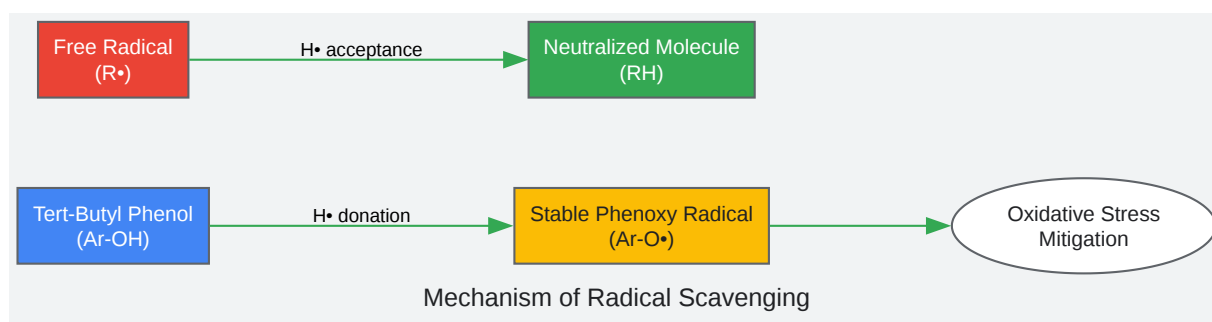 Free Radical
(R•)
H• acceptance
Neutralized Molecule
(RH)
Tert-Butyl Phenol
(Ar-OH)
H• donation
Stable Phenoxy Radical
(Ar-O•)
Oxidative Stress
Mitigation
Mechanism of Radical Scavenging